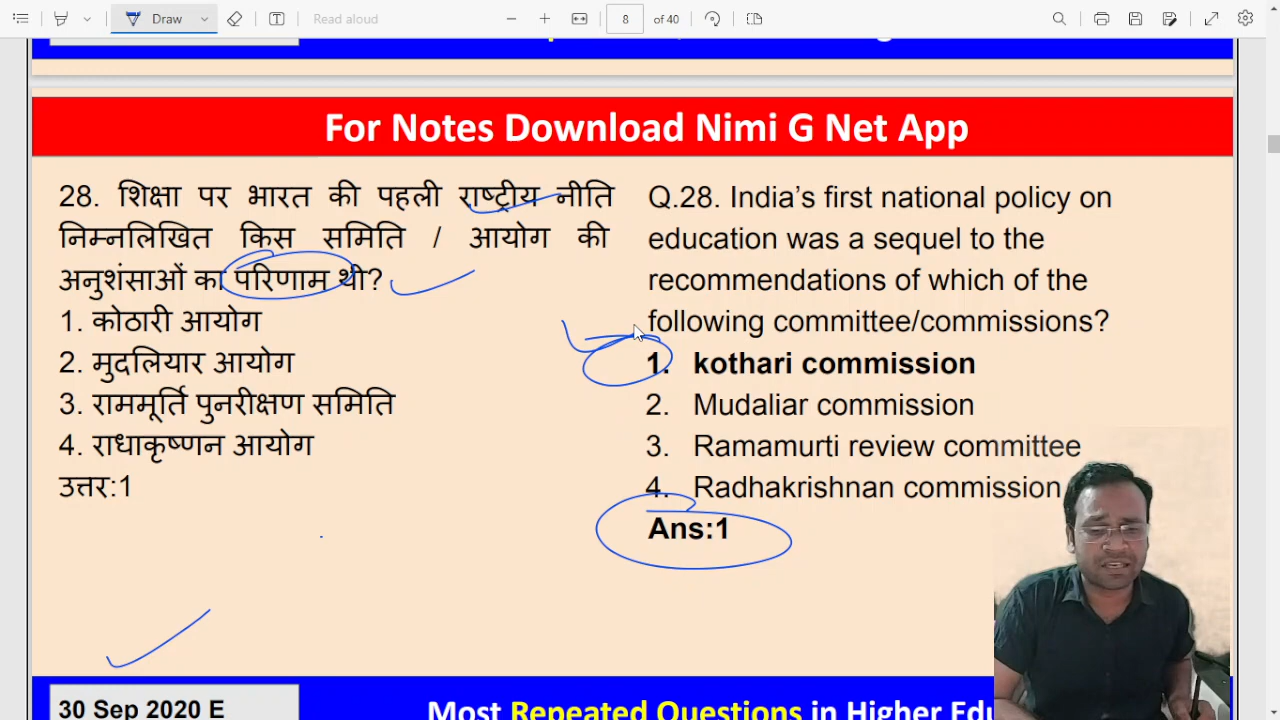 Draw
Read aloud
8
of 40
For Notes Download Nimi G Net App
28. शिक्षा पर भारत की पहली राष्ट्रीय नीति
निम्नलिखित किस समिति / आयोग की
अनुशंसाओं का परिणाम थी?
1. कोठारी आयोग
2. मुदलियार आयोग
3. राममूर्ति पुनरीक्षण समिति
4. राधाकृष्णन आयोग
उत्तर:1
Q.28. India’s first national policy on
education was a sequel to the
recommendations of which of the
following committee/commissions?
1. kothari commission
2. Mudaliar commission
3. Ramamurti review committee
4. Radhakrishnan commission
Ans:1
30 Sep 2020 E
Most Repeated Questions in Higher